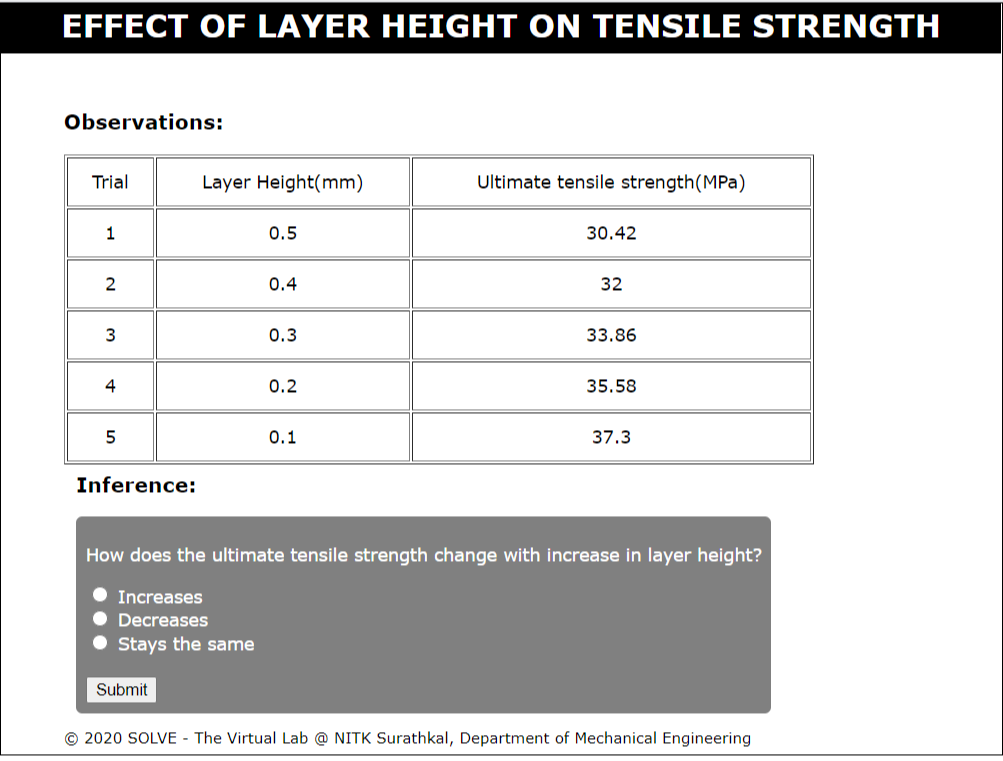 EFFECT OF LAYER HEIGHT ON TENSILE STRENGTH
Observations:
Trial Layer Height(mm) Ultimate tensile strength(MPa)
1 0.5 30.42
2 0.4 32
3 0.3 33.86
4 0.2 35.58
5 0.1 37.3
Inference:
How does the ultimate tensile strength change with increase in layer height?
Increases
Decreases
Stays the same
Submit
© 2020 SOLVE - The Virtual Lab @ NITK Surathkal, Department of Mechanical Engineering